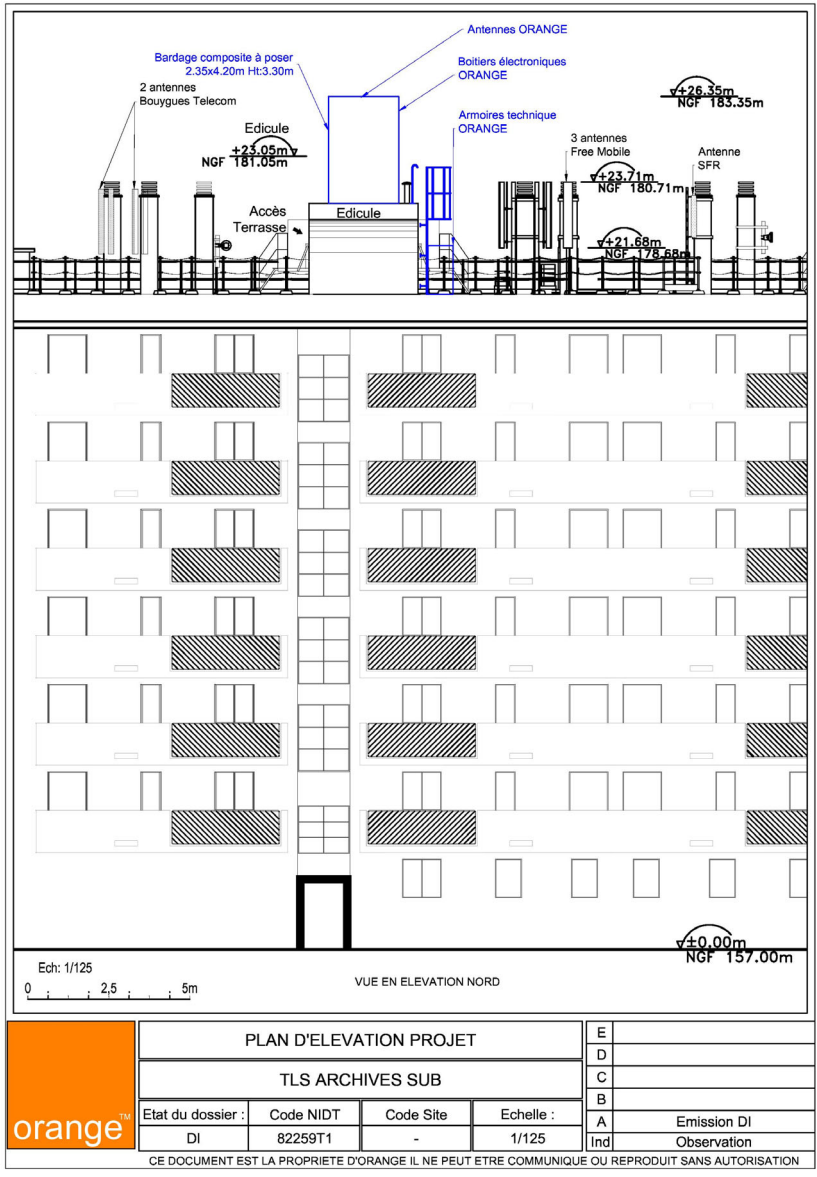 Antennes ORANGE
Bardage composite à poser
2.35x4.20m Ht:3.30m
Boitiers électroniques
ORANGE
2 antennes
Bouygues Telecom
+26.35m
NGF 183.35m
Armoires technique
ORANGE
Edicule
+23.05m
NGF 181.05m
3 antennes
Free Mobile
Antenne
SFR
+23.71m
NGF 180.71m
Accès
Terrasse
Edicule
+21.68m
NGF 178.68m
±0,00m
NGF 157.00m
Ech: 1/125
0 2,5 5m
VUE EN ELEVATION NORD
PLAN D'ELEVATION PROJET
TLS ARCHIVES SUB
Etat du dossier : Code NIDT Code Site Echelle :
DI 82259T1 - 1/125
E
D
C
B
A Emission DI
Ind Observation
orange™
CE DOCUMENT EST LA PROPRIETE D'ORANGE IL NE PEUT ETRE COMMUNIQUE OU REPRODUIT SANS AUTORISATION